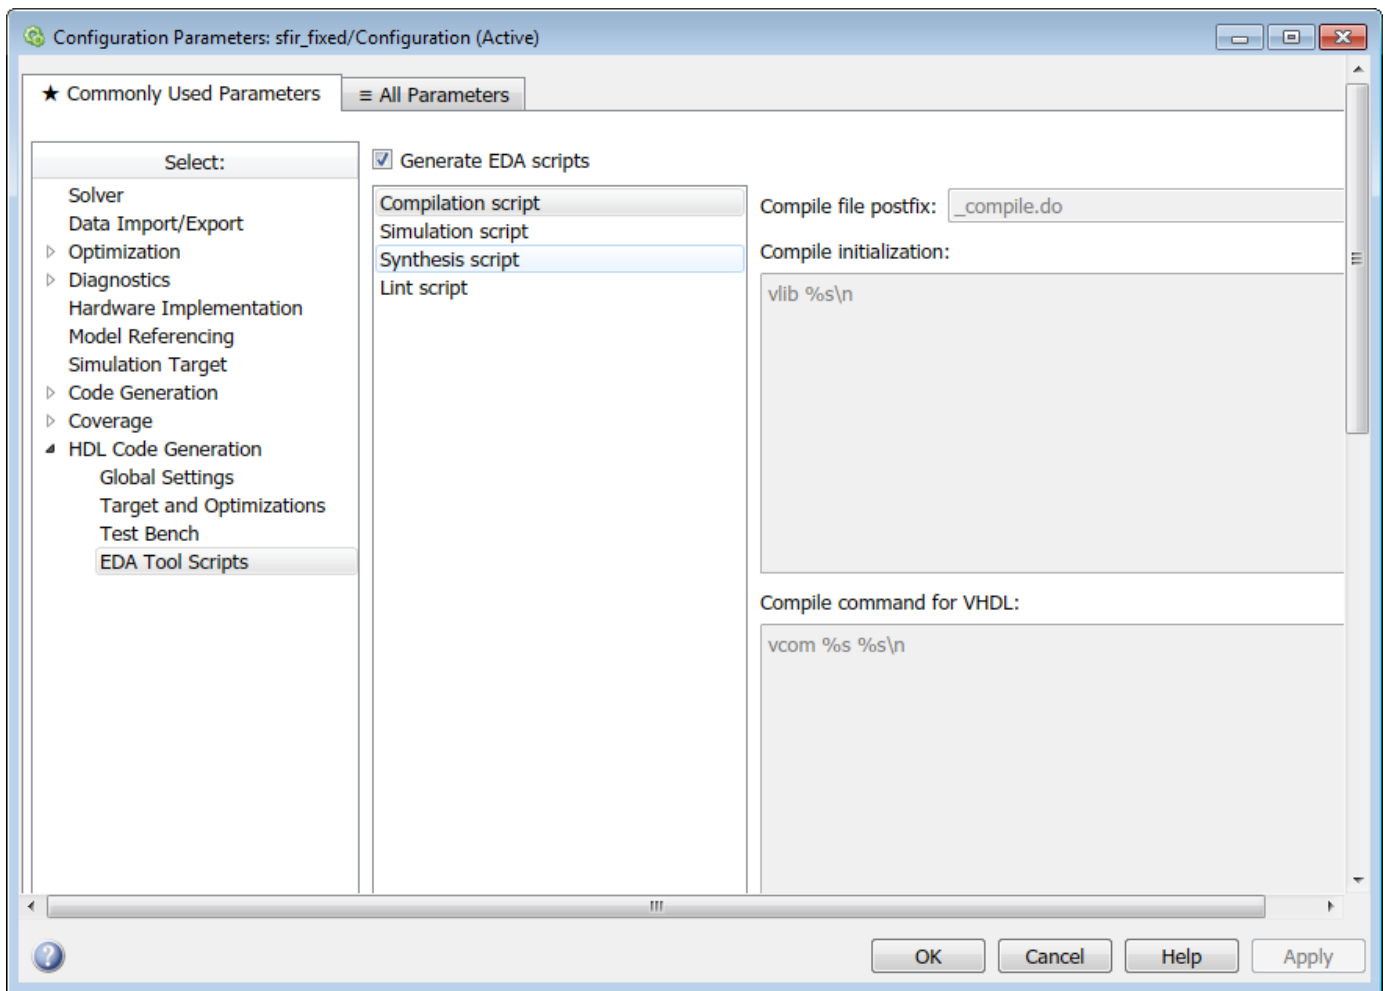 Configuration Parameters: sfir_fixed/Configuration (Active)
★ Commonly Used Parameters
≡ All Parameters
Select:
Solver
Data Import/Export
Optimization
Diagnostics
Hardware Implementation
Model Referencing
Simulation Target
Code Generation
Coverage
HDL Code Generation
Global Settings
Target and Optimizations
Test Bench
EDA Tool Scripts
Generate EDA scripts
Compilation script
Simulation script
Synthesis script
Lint script
Compile file postfix: _compile.do
Compile initialization:
vlib %s\n
Compile command for VHDL:
vcom %s %s\n
OK
Cancel
Help
Apply